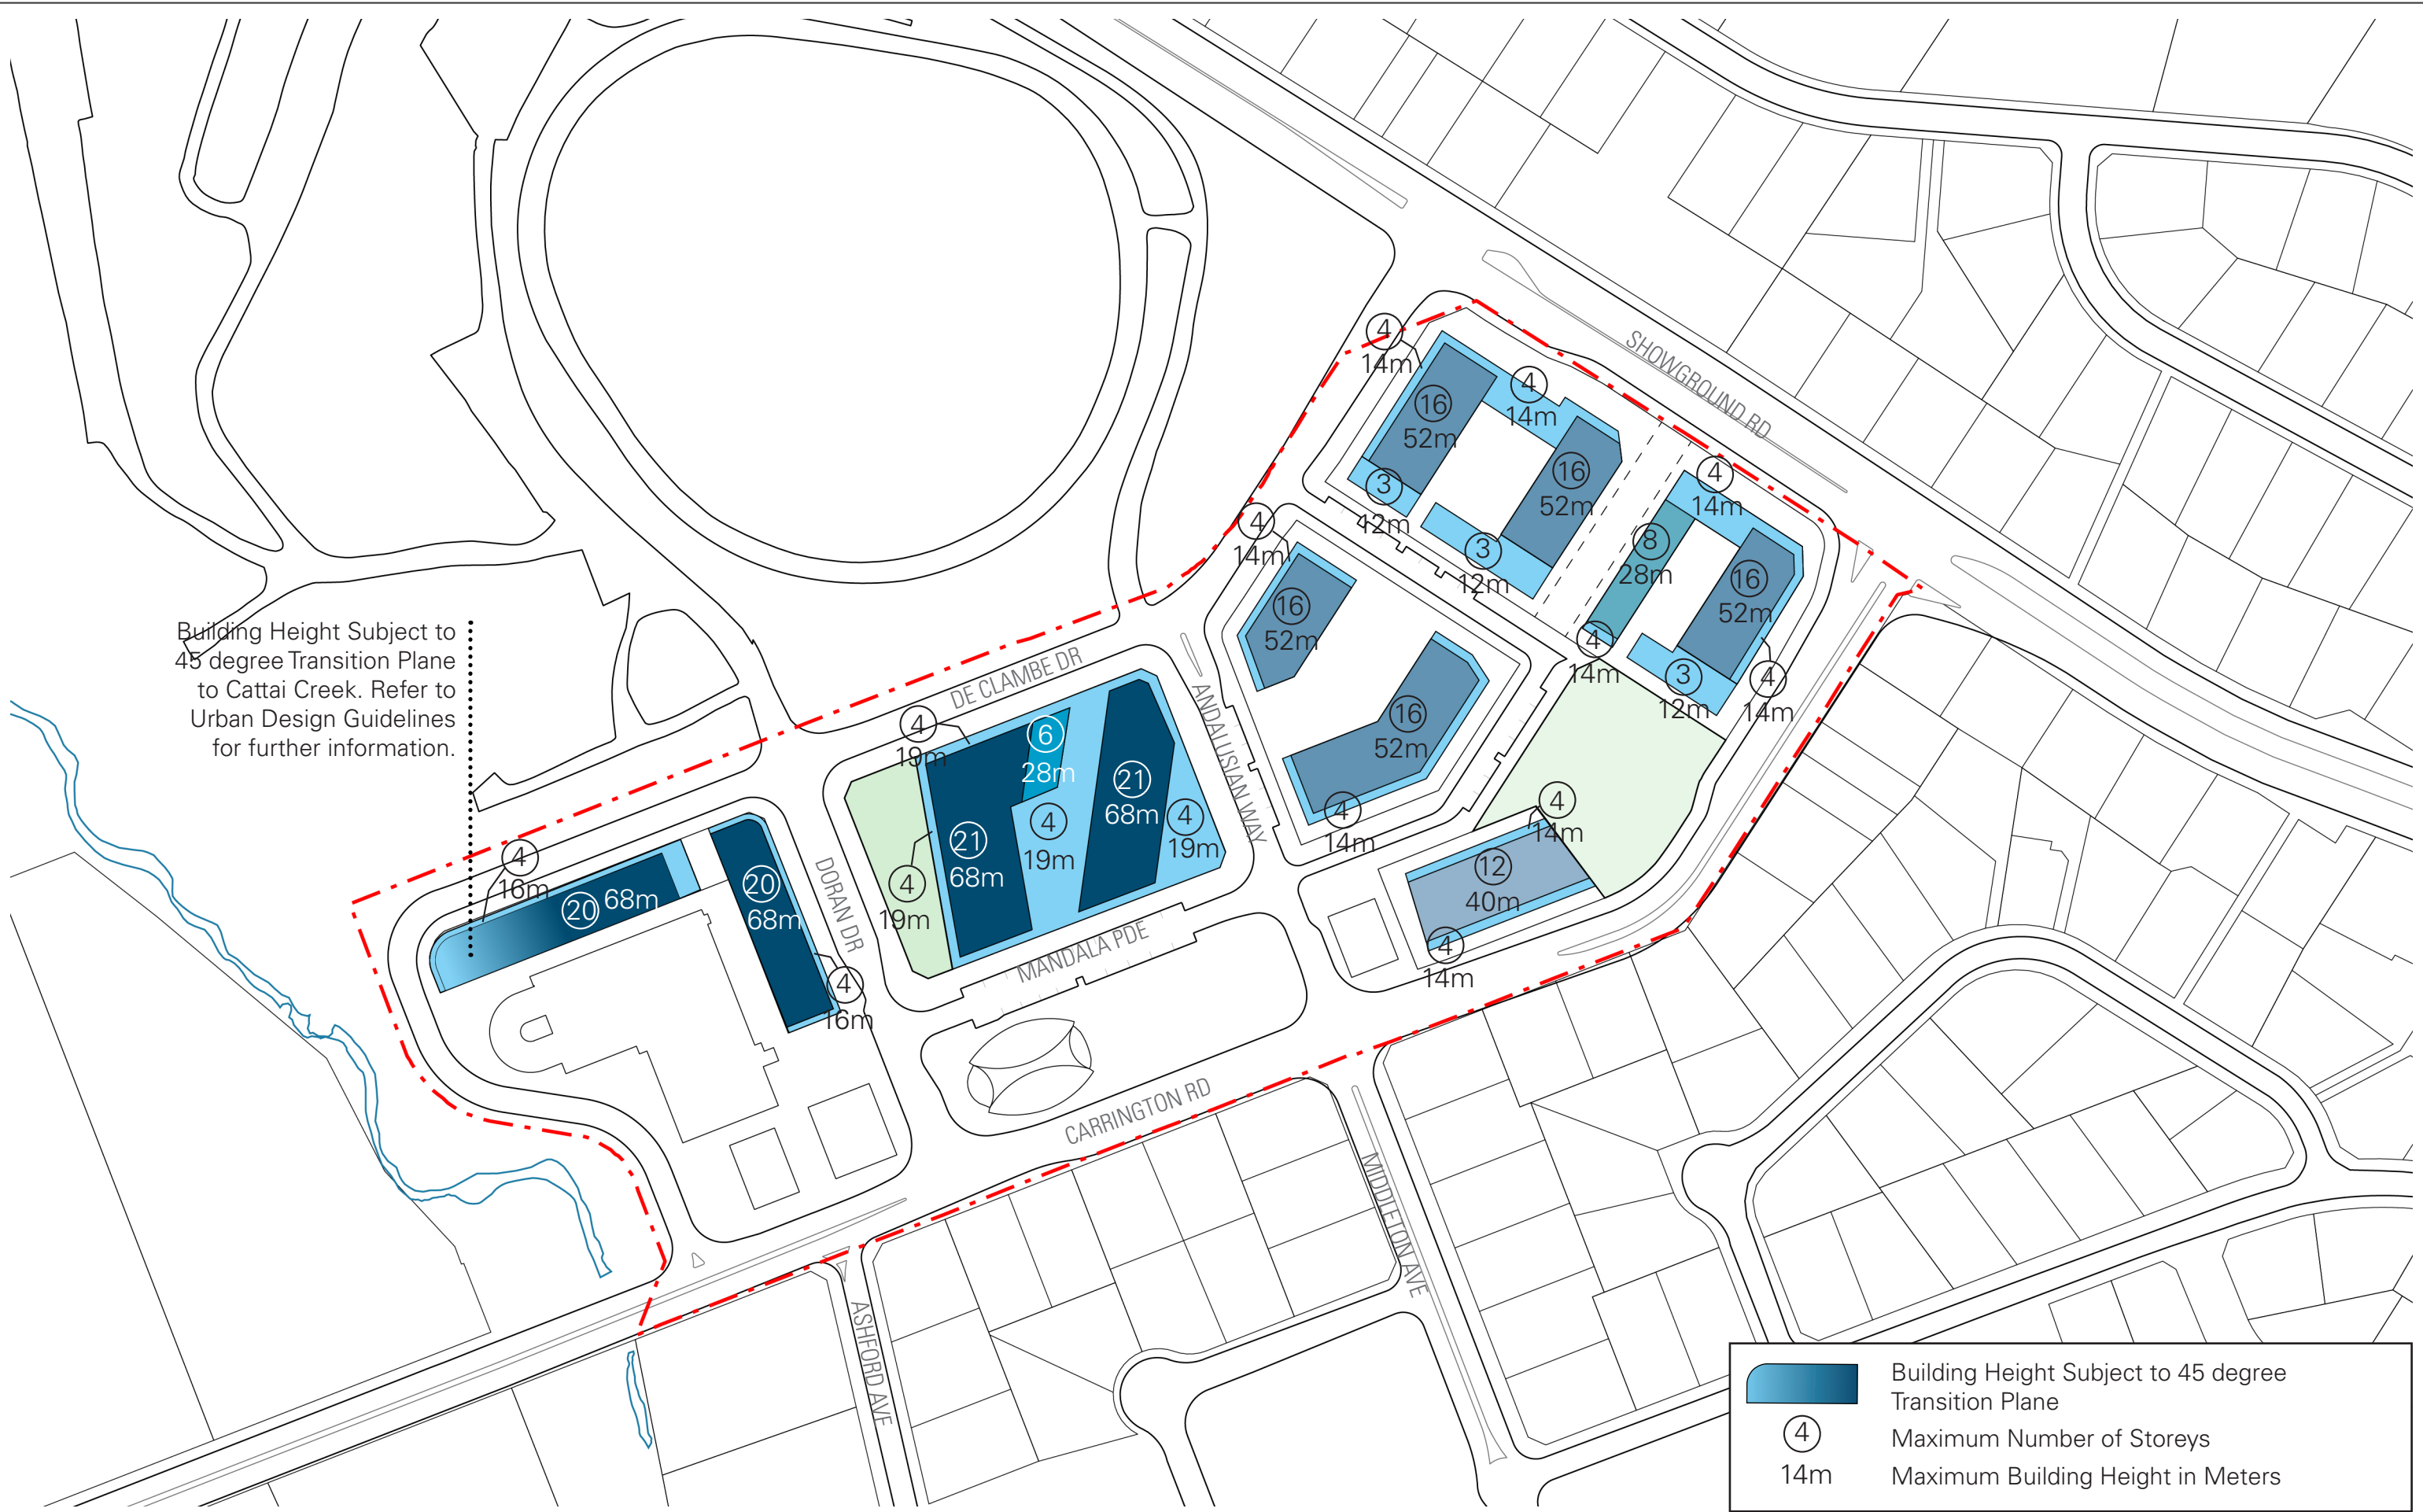 SHOWGROUND RD
4
14m
4
14m
16
52m
16
52m
4
14m
3
12m
3
12m
8
28m
16
52m
4
14m
16
52m
4
14m
3
12m
4
14m
16
52m
4
14m
Building Height Subject to
45 degree Transition Plane
to Cattai Creek. Refer to
Urban Design Guidelines
for further information.
DE CLAMBE DR
ANDALUSIAN WAY
4
19m
6
28m
21
68m
4
19m
21
68m
4
19m
4
19m
4
14m
12
40m
4
14m
4
16m
20 68m
20
68m
DORAN DR
4
16m
MANDALA PDE
CARRINGTON RD
MIDDLETON AVE
ASHFORD AVE
Building Height Subject to 45 degree
Transition Plane
4
Maximum Number of Storeys
14m
Maximum Building Height in Meters